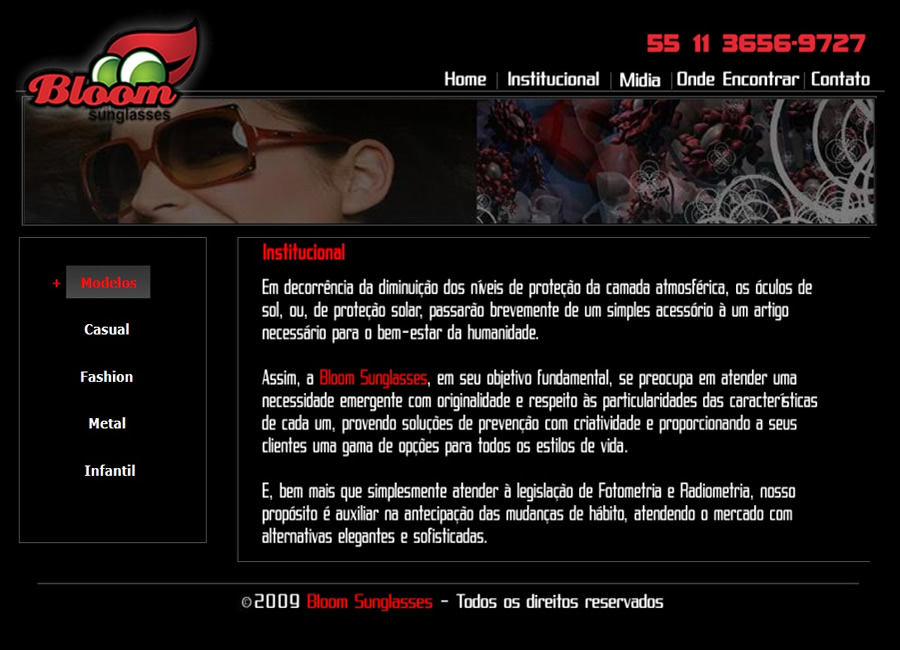 Bloom
sunglasses
55 11 3656-9727
Home | Institucional | Midia | Onde Encontrar | Contato
+ Modelos
Casual
Fashion
Metal
Infantil
Institucional
Em decorrência da diminuição dos níveis de proteção da camada atmosférica, os óculos de
sol, ou, de proteção solar, passarão brevemente de um simples acessório à um artigo
necessário para o bem-estar da humanidade.
Assim, a Bloom Sunglasses, em seu objetivo fundamental, se preocupa em atender uma
necessidade emergente com originalidade e respeito às particularidades das características
de cada um, provendo soluções de prevenção com criatividade e proporcionando a seus
clientes uma gama de opções para todos os estilos de vida.
E, bem mais que simplesmente atender à legislação de Fotometria e Radiometria, nosso
propósito é auxiliar na antecipação das mudanças de hábito, atendendo o mercado com
alternativas elegantes e sofisticadas.
©2009 Bloom Sunglasses - Todos os direitos reservados